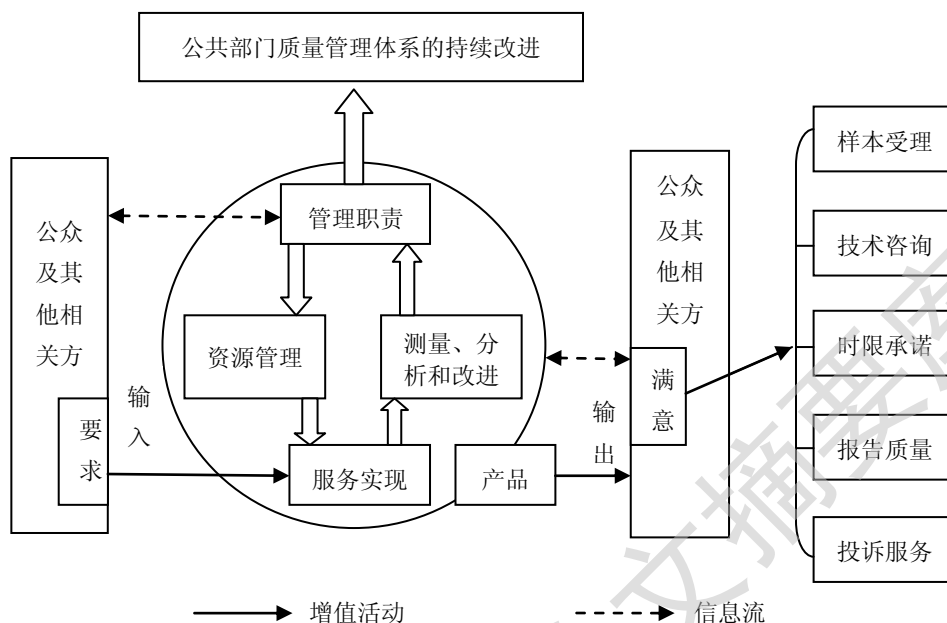 公共部门质量管理体系的持续改进
公众
及其
他相
关方
要
求
输
入
管理职责
资源管理
测量、分
析和改进
服务实现
产品
输
出
公众
及其
他相
关方
满
意
样本受理
技术咨询
时限承诺
报告质量
投诉服务
增值活动
信息流
文摘要库